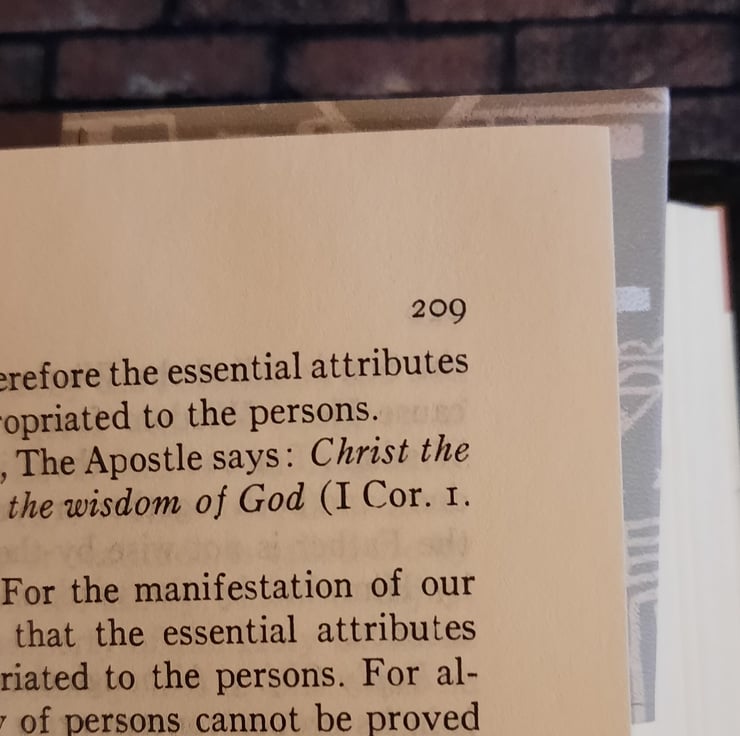 209
erefore the essential attributes
ropriated to the persons.
, The Apostle says: Christ the
the wisdom of God (I Cor. 1.
For the manifestation of our
that the essential attributes
riated to the persons. For al-
of persons cannot be proved